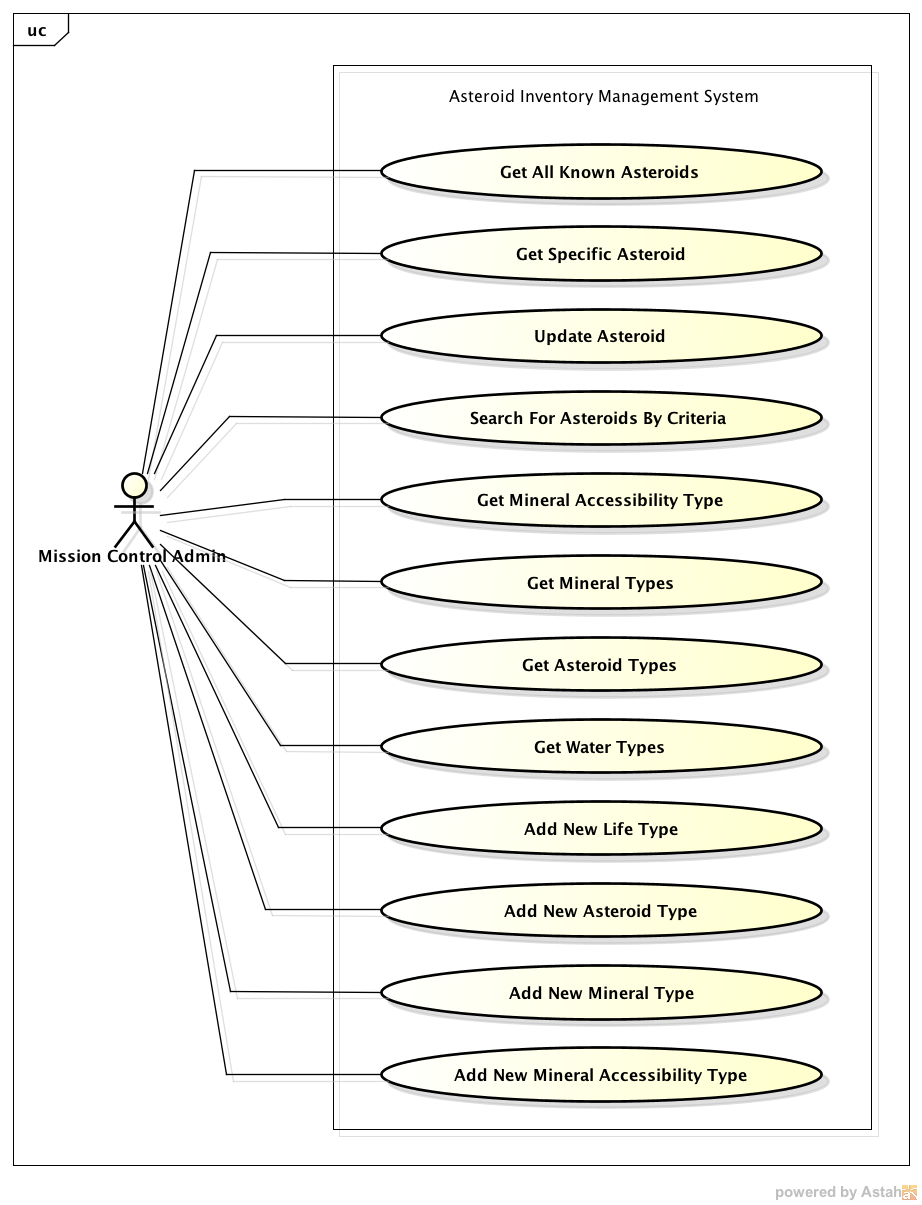 uc
Asteroid Inventory Management System
Get All Known Asteroids
Get Specific Asteroid
Update Asteroid
Search For Asteroids By Criteria
Get Mineral Accessibility Type
Mission Control Admin
Get Mineral Types
Get Asteroid Types
Get Water Types
Add New Life Type
Add New Asteroid Type
Add New Mineral Type
Add New Mineral Accessibility Type
powered by Astah